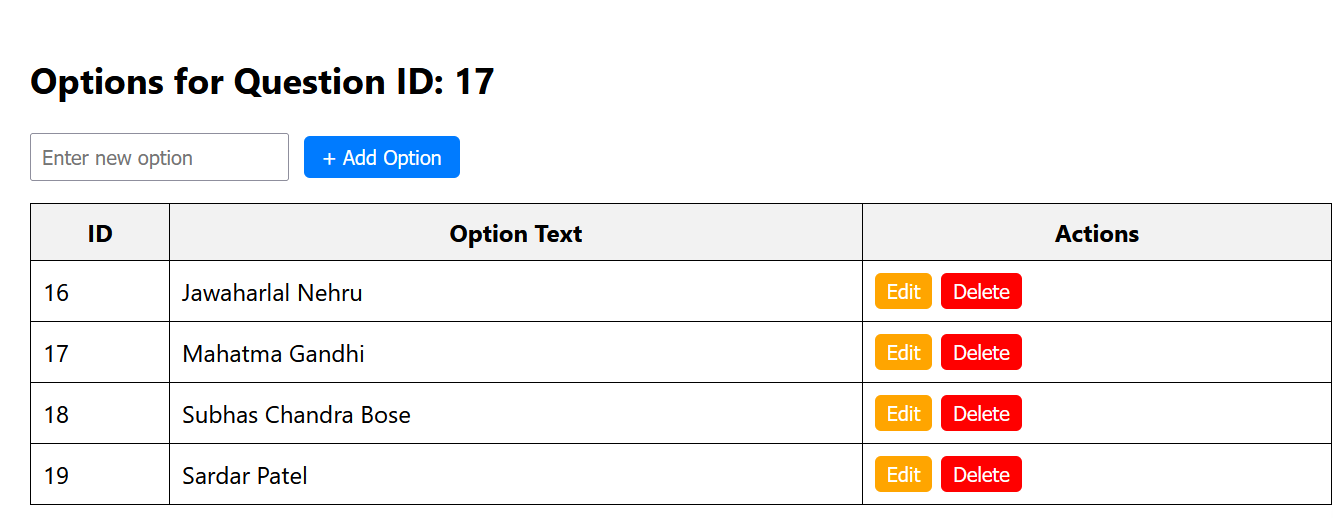 Options for Question ID: 17
Enter new option + Add Option
ID Option Text Actions
16 Jawaharlal Nehru Edit Delete
17 Mahatma Gandhi Edit Delete
18 Subhas Chandra Bose Edit Delete
19 Sardar Patel Edit Delete